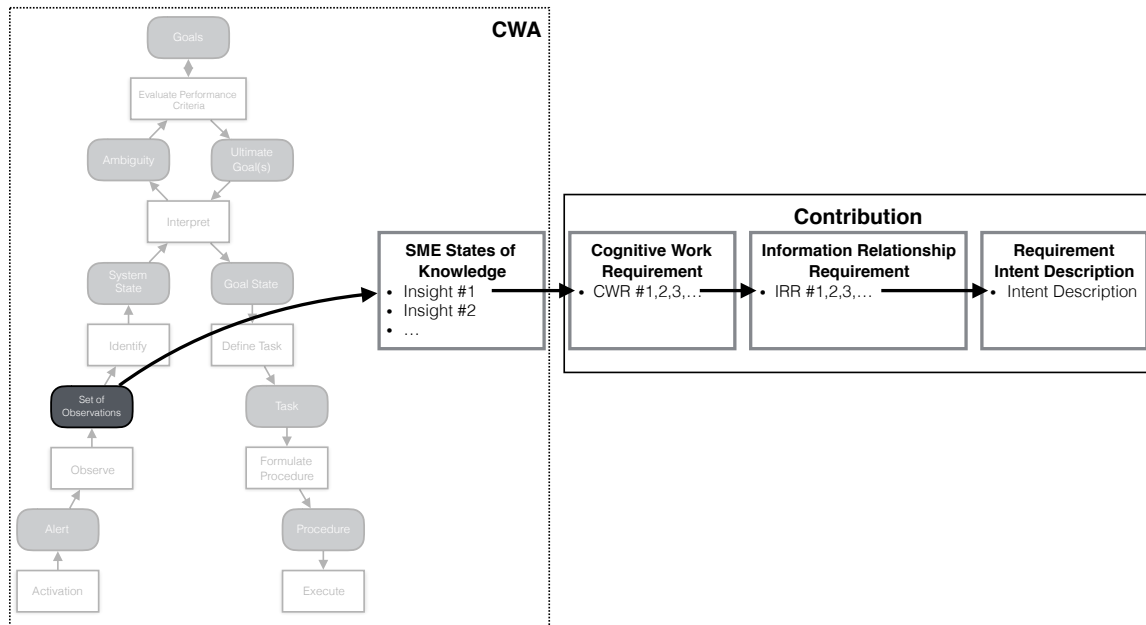 CWA
Goals
Evaluate Performance
Criteria
Ambiguity
Ultimate
Goal(s)
Interpret
System
State
Goal State
Identify
Define Task
Set of
Observations
Task
Observe
Formulate
Procedure
Alert
Procedure
Activation
Execute
SME States of
Knowledge
• Insight #1
• Insight #2
• ...
Contribution
Cognitive Work
Requirement
• CWR #1,2,3,...
Information Relationship
Requirement
• IRR #1,2,3,...
Requirement
Intent Description
• Intent Description